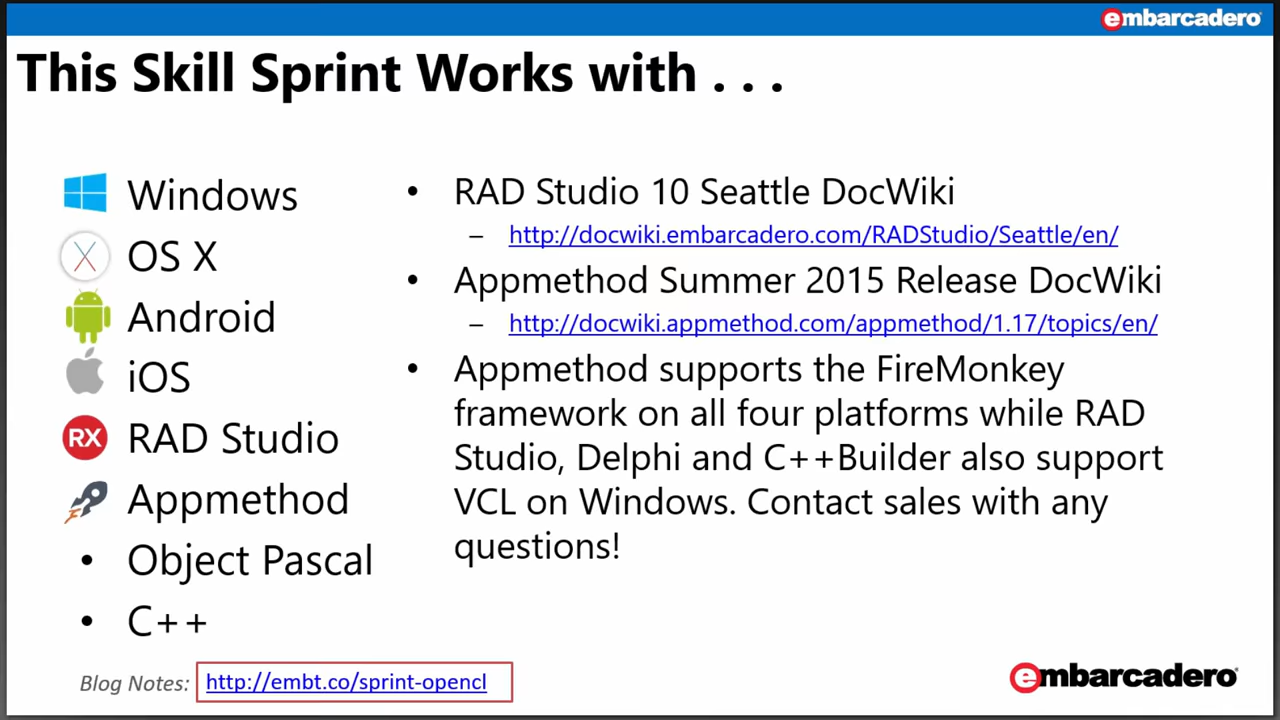 embarcadero
This Skill Sprint Works with . . .
Windows
OS X
Android
iOS
RX RAD Studio
Appmethod
• Object Pascal
• C++
• RAD Studio 10 Seattle DocWiki
– http://docwiki.embarcadero.com/RADStudio/Seattle/en/
• Appmethod Summer 2015 Release DocWiki
– http://docwiki.appmethod.com/appmethod/1.17/topics/en/
• Appmethod supports the FireMonkey
framework on all four platforms while RAD
Studio, Delphi and C++Builder also support
VCL on Windows. Contact sales with any
questions!
Blog Notes: http://embt.co/sprint-opencl
embarcadero